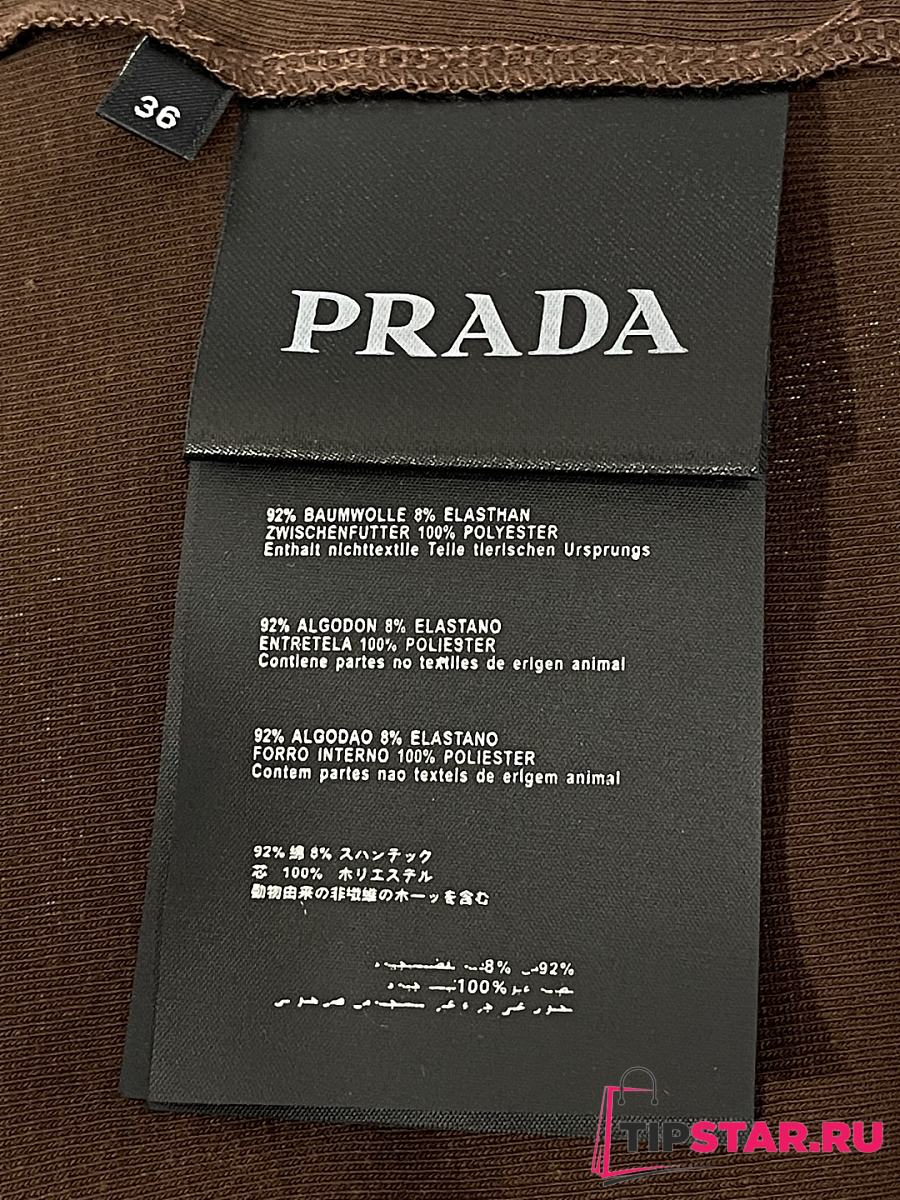 36
PRADA
92% BAUMWOLLE 8% ELASTHAN
ZWISCHENFUTTER 100% POLYESTER
Enthalt nichttextile Teile tierischen Ursprungs
92% ALGODON 8% ELASTANO
ENTRETELA 100% POLIESTER
Contiene partes no textiles de erigen animal
92% ALGODAO 8% ELASTANO
FORRO INTERNO 100% POLIESTER
Contem partes nao texteis de erigem animal
92% 綿 8% スハンテック
芯 100% ホリエステル
動物由来の非繊維のホーッを含む
8% 92%
100%
TIPSTAR.RU